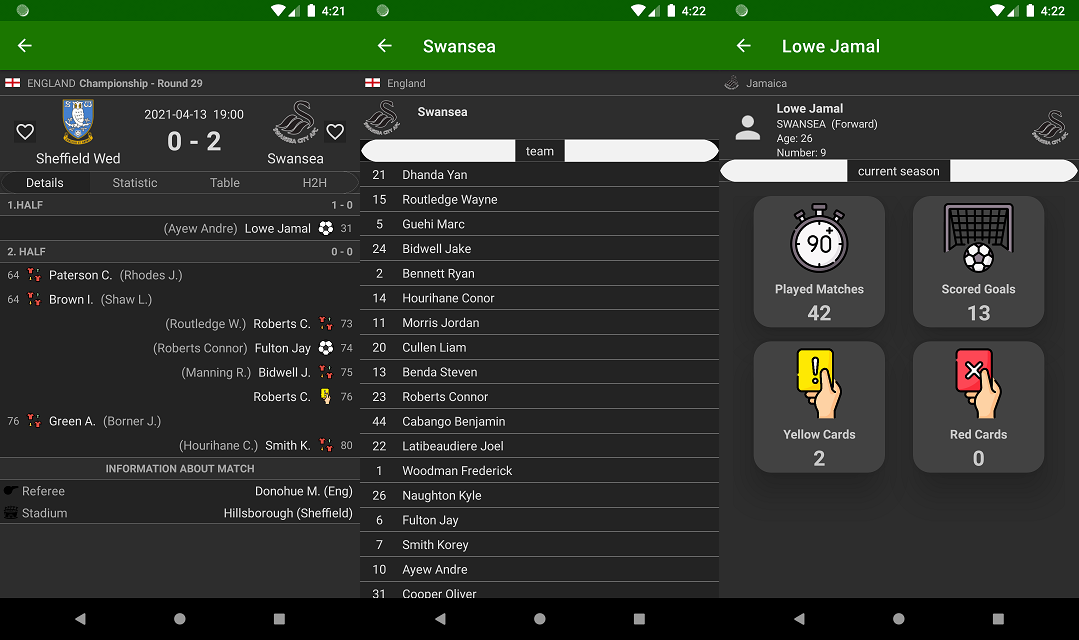 4:21
ENGLAND Championship - Round 29
2021-04-13 19:00
0 - 2
Sheffield Wed
Swansea
Details Statistic Table H2H
1.HALF 1 - 0
(Ayew Andre) Lowe Jamal 31
2. HALF 0 - 0
64 Paterson C. (Rhodes J.)
64 Brown I. (Shaw L.)
(Routledge W.) Roberts C. 73
(Roberts Connor) Fulton Jay 74
(Manning R.) Bidwell J. 75
Roberts C. 76
76 Green A. (Borner J.)
(Hourihane C.) Smith K. 80
INFORMATION ABOUT MATCH
Referee Donohue M. (Eng)
Stadium Hillsborough (Sheffield)
4:22
Swansea
England
Swansea
SWANSEA CITY AFC
team
21 Dhanda Yan
15 Routledge Wayne
5 Guehi Marc
24 Bidwell Jake
2 Bennett Ryan
14 Hourihane Conor
11 Morris Jordan
20 Cullen Liam
13 Benda Steven
23 Roberts Connor
44 Cabango Benjamin
22 Latibeaudiere Joel
1 Woodman Frederick
26 Naughton Kyle
6 Fulton Jay
7 Smith Korey
10 Ayew Andre
31 Cooper Oliver
4:22
Lowe Jamal
Jamaica
Lowe Jamal
SWANSEA (Forward)
Age: 26
Number: 9
SWANSEA CITY AFC
current season
90
Played Matches
42
Scored Goals
13
Yellow Cards
2
Red Cards
0